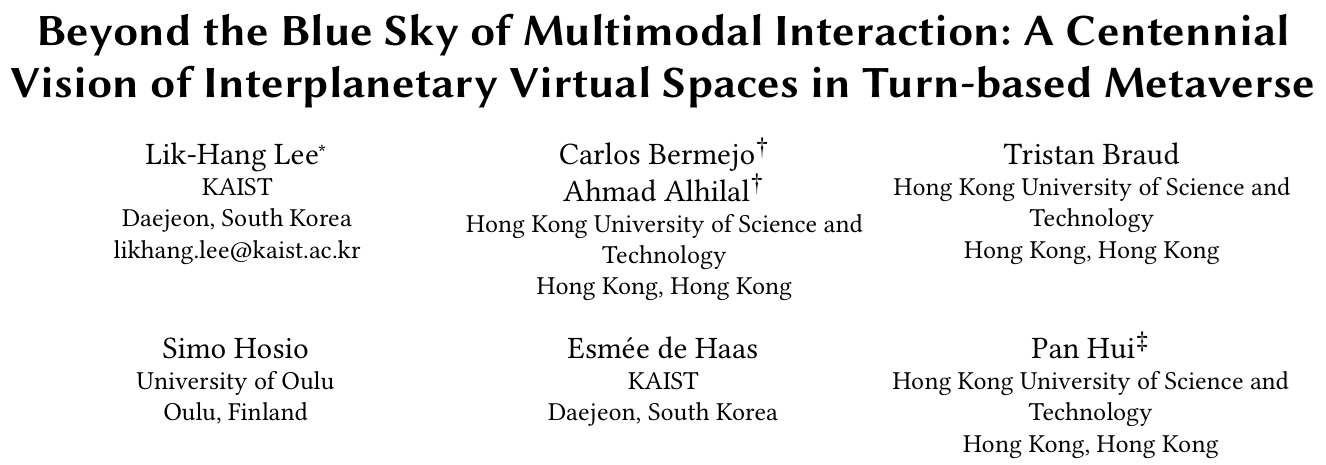 Beyond the Blue Sky of Multimodal Interaction: A Centennial
Vision of Interplanetary Virtual Spaces in Turn-based Metaverse
Lik-Hang Lee*
KAIST
Daejeon, South Korea
likhang.lee@kaist.ac.kr
Carlos Bermejo†
Ahmad Alhilal†
Hong Kong University of Science and
Technology
Hong Kong, Hong Kong
Tristan Braud
Hong Kong University of Science and
Technology
Hong Kong, Hong Kong
Simo Hosio
University of Oulu
Oulu, Finland
Esmée de Haas
KAIST
Daejeon, South Korea
Pan Hui‡
Hong Kong University of Science and
Technology
Hong Kong, Hong Kong